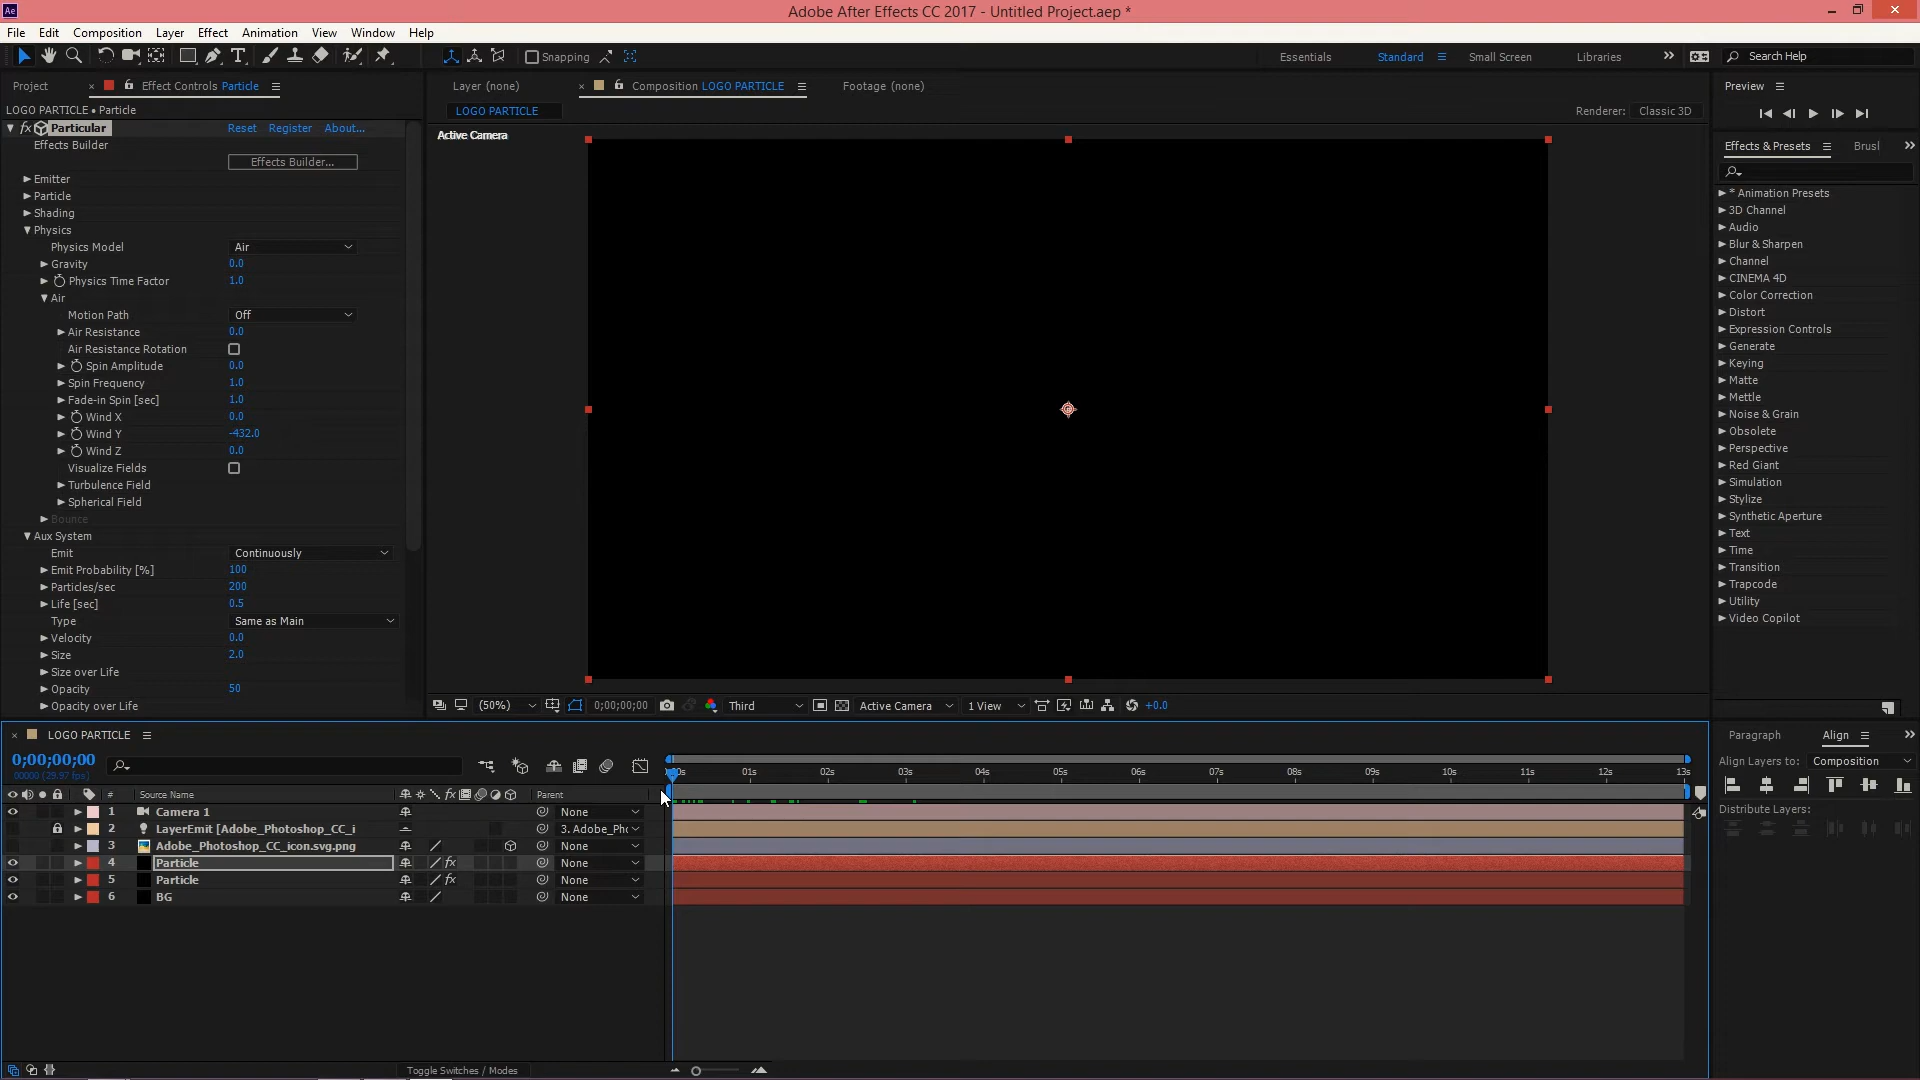 Adobe After Effects CC 2017 - Untitled Project.aep *
File Edit Composition Layer Effect Animation View Window Help
Snapping
Essentials Standard Small Screen Libraries Search Help
Project Effect Controls Particle
LOGO PARTICLE • Particle
fx Particular Reset Register About...
Effects Builder
Effects Builder...
Emitter
Particle
Shading
Physics
Physics Model Air
Gravity 0.0
Physics Time Factor 1.0
Air
Motion Path Off
Air Resistance 0.0
Air Resistance Rotation
Spin Amplitude 0.0
Spin Frequency 1.0
Fade-in Spin [sec] 1.0
Wind X 0.0
Wind Y -432.0
Wind Z 0.0
Visualize Fields
Turbulence Field
Spherical Field
Bounce
Aux System
Emit Continuously
Emit Probability [%] 100
Particles/sec 200
Life [sec] 0.5
Type Same as Main
Velocity 0.0
Size 2.0
Size over Life
Opacity 50
Opacity over Life
Layer (none) Composition LOGO PARTICLE Footage (none)
LOGO PARTICLE Renderer: Classic 3D
Active Camera
(50%) 0;00;00;00 Third Active Camera 1 View +0.0
Preview
Effects & Presets Brusl
* Animation Presets
3D Channel
Audio
Blur & Sharpen
Channel
CINEMA 4D
Color Correction
Distort
Expression Controls
Generate
Keying
Matte
Mettle
Noise & Grain
Obsolete
Perspective
Red Giant
Simulation
Stylize
Synthetic Aperture
Text
Time
Transition
Trapcode
Utility
Video Copilot
LOGO PARTICLE
0;00;00;00
00000 (29.97 fps)
01s 02s 03s 04s 05s 06s 07s 08s 09s 10s 11s 12s 13s
# Source Name Parent
1 Camera 1 None
2 LayerEmit [Adobe_Photoshop_CC_i 3. Adobe_Phc
3 Adobe_Photoshop_CC_icon.svg.png None
4 Particle fx None
5 Particle fx None
6 BG None
Toggle Switches / Modes
Paragraph Align
Align Layers to: Composition
Distribute Layers: